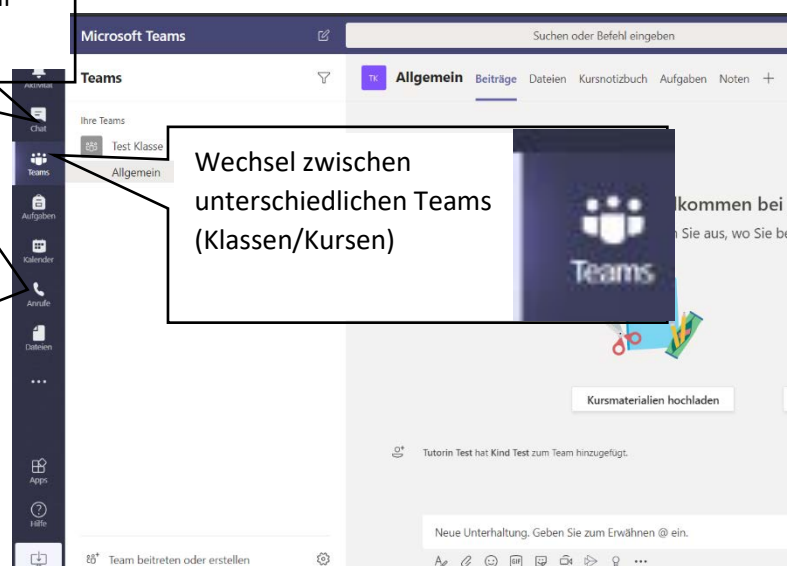 Microsoft Teams
Suchen oder Befehl eingeben
Aktivität
Chat
Teams
Aufgaben
Kalender
Anrufe
Dateien
Apps
Hilfe
Teams
Ihre Teams
Test Klasse
Allgemein
Team beitreten oder erstellen
Wechsel zwischen
unterschiedlichen Teams
(Klassen/Kursen)
Teams
TK Allgemein Beiträge Dateien Kursnotizbuch Aufgaben Noten +
kommen bei
Sie aus, wo Sie be
Kursmaterialien hochladen
Tutorin Test hat Kind Test zum Team hinzugefügt.
Neue Unterhaltung. Geben Sie zum Erwähnen @ ein.
GIF